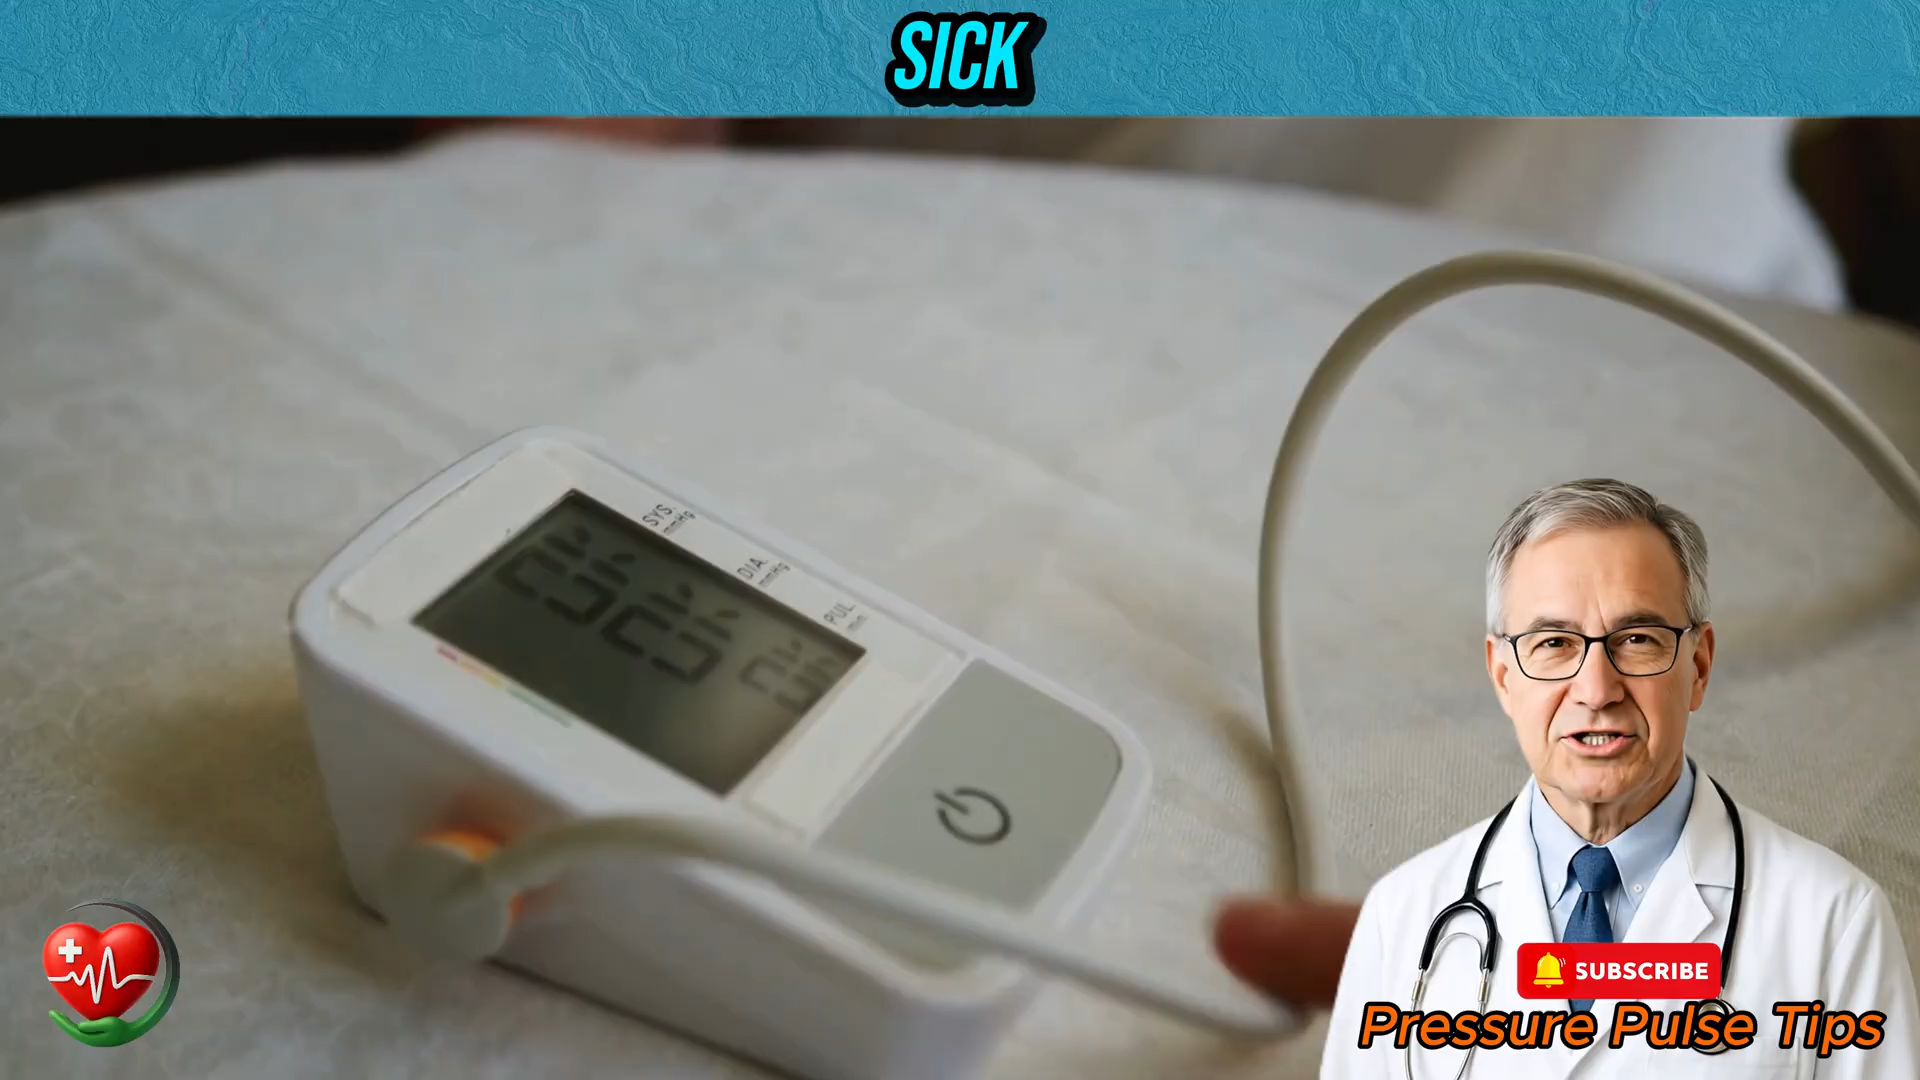 SICK
SYS.
mmHg
DIA.
mmHg
PUL.
min
SUBSCRIBE
Pressure Pulse Tips